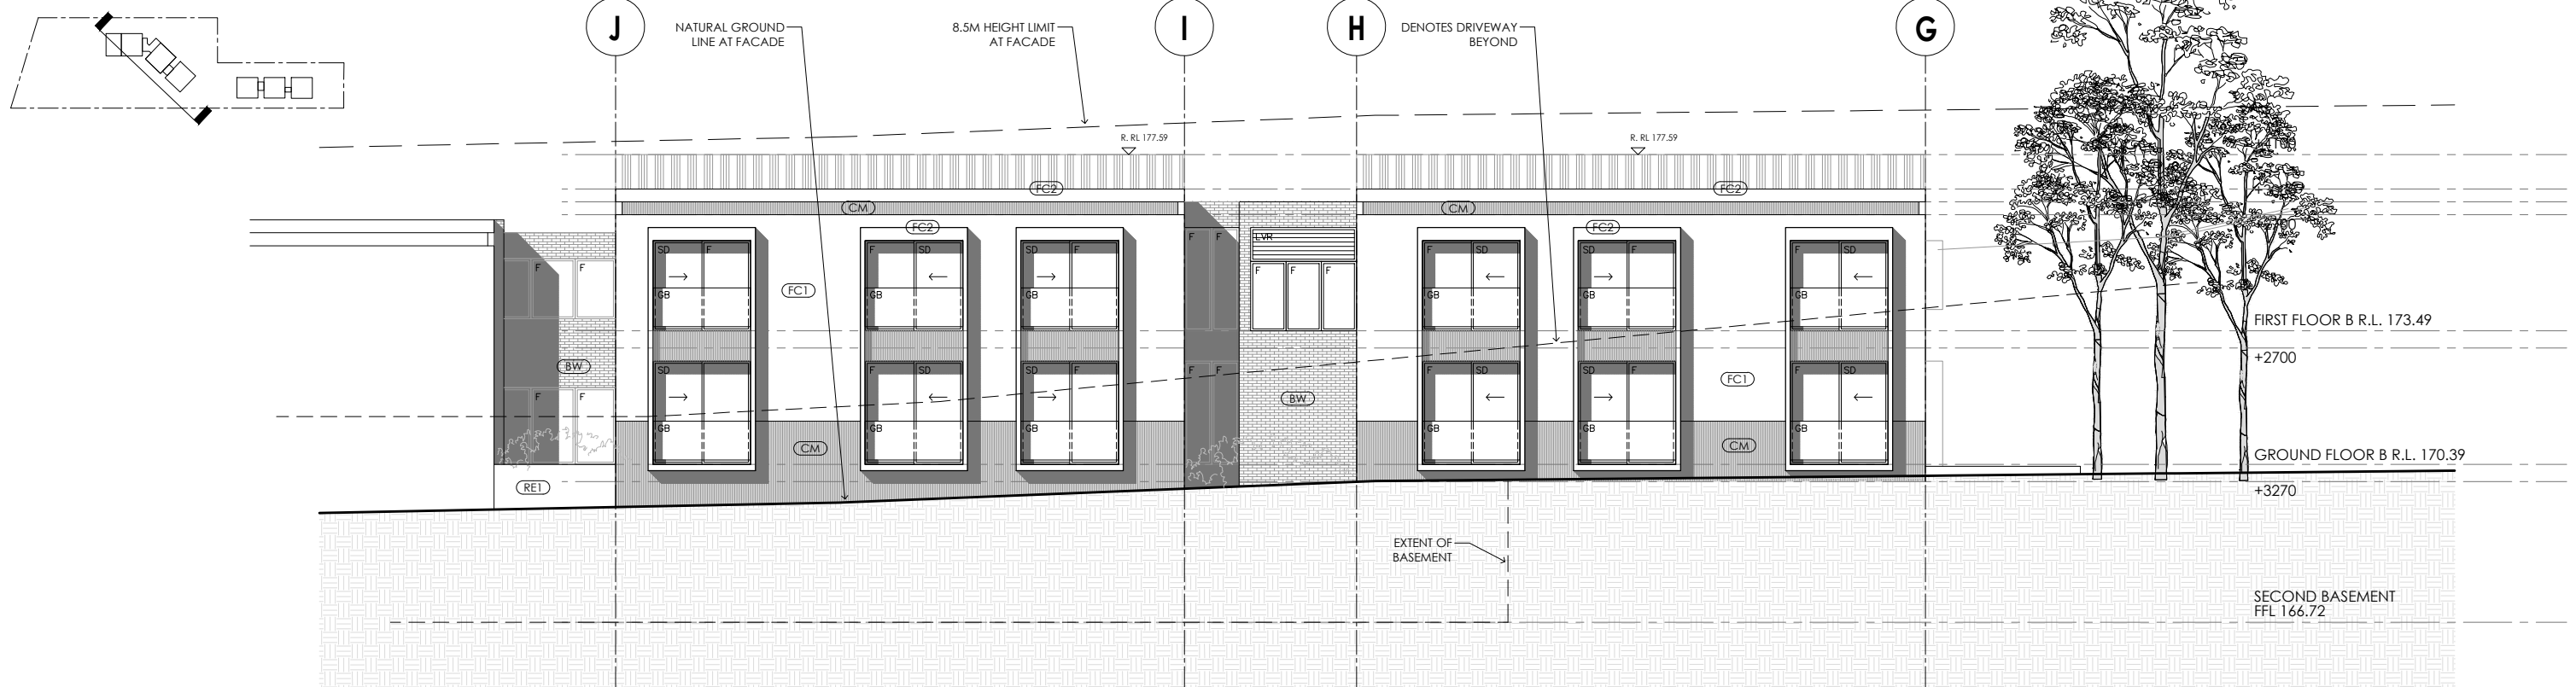 J
I
H
G
NATURAL GROUND
LINE AT FACADE
8.5M HEIGHT LIMIT
AT FACADE
DENOTES DRIVEWAY
BEYOND
R. RL 177.59
R. RL 177.59
FC2
FC2
CM
CM
FC2
FC2
F F
LVR
SD F
F SD
SD F
F SD
SD F
F SD
F F
F F F
FC1
GB
GB
GB
GB
GB
GB
FIRST FLOOR B R.L. 173.49
+2700
BW
SD
F SD
SD F
F F
F SD
SD F
F SD
FC1
F F
BW
GB
GB
GB
GB
GB
GB
CM
CM
GROUND FLOOR B R.L. 170.39
RE1
+3270
EXTENT OF
BASEMENT
SECOND BASEMENT
FFL 166.72